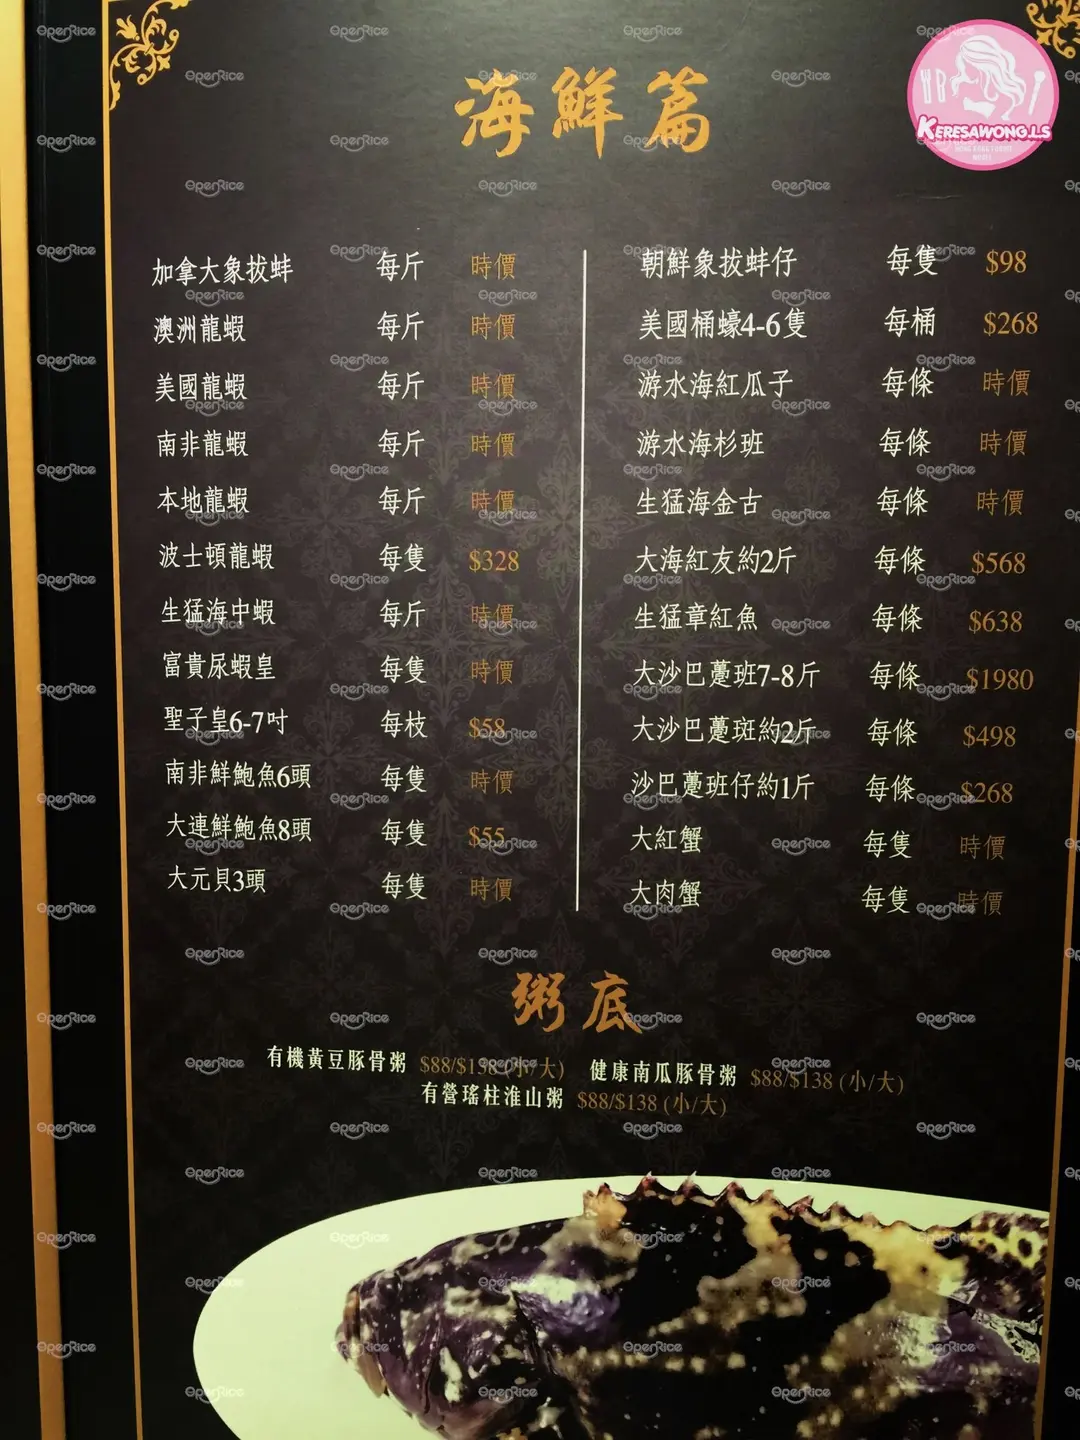 海鮮篇
KERESAWONG.LS
加拿大象拔蚌 每斤 時價
澳洲龍蝦 每斤 時價
美國龍蝦 每斤 時價
南非龍蝦 每斤 時價
本地龍蝦 每斤 時價
波士頓龍蝦 每隻 $328
生猛海中蝦 每斤 時價
富貴尿蝦皇 每隻 時價
聖子皇6-7吋 每枝 $58
南非鮮鮑魚6頭 每隻 時價
大連鮮鮑魚8頭 每隻 $55
大元貝3頭 每隻 時價
朝鮮象拔蚌仔 每隻 $98
美國桶蠔4-6隻 每桶 $268
游水海紅瓜子 每條 時價
游水海杉班 每條 時價
生猛海金古 每條 時價
大海紅友約2斤 每條 $568
生猛章紅魚 每條 $638
大沙巴躉班7-8斤 每條 $1980
大沙巴躉斑約2斤 每條 $498
沙巴躉班仔約1斤 每條 $268
大紅蟹 每隻 時價
大肉蟹 每隻 時價
粥底
有機黃豆豚骨粥 $88/$138 (小/大) 健康南瓜豚骨粥 $88/$138 (小/大)
有營瑤柱淮山粥 $88/$138 (小/大)
OpenRice